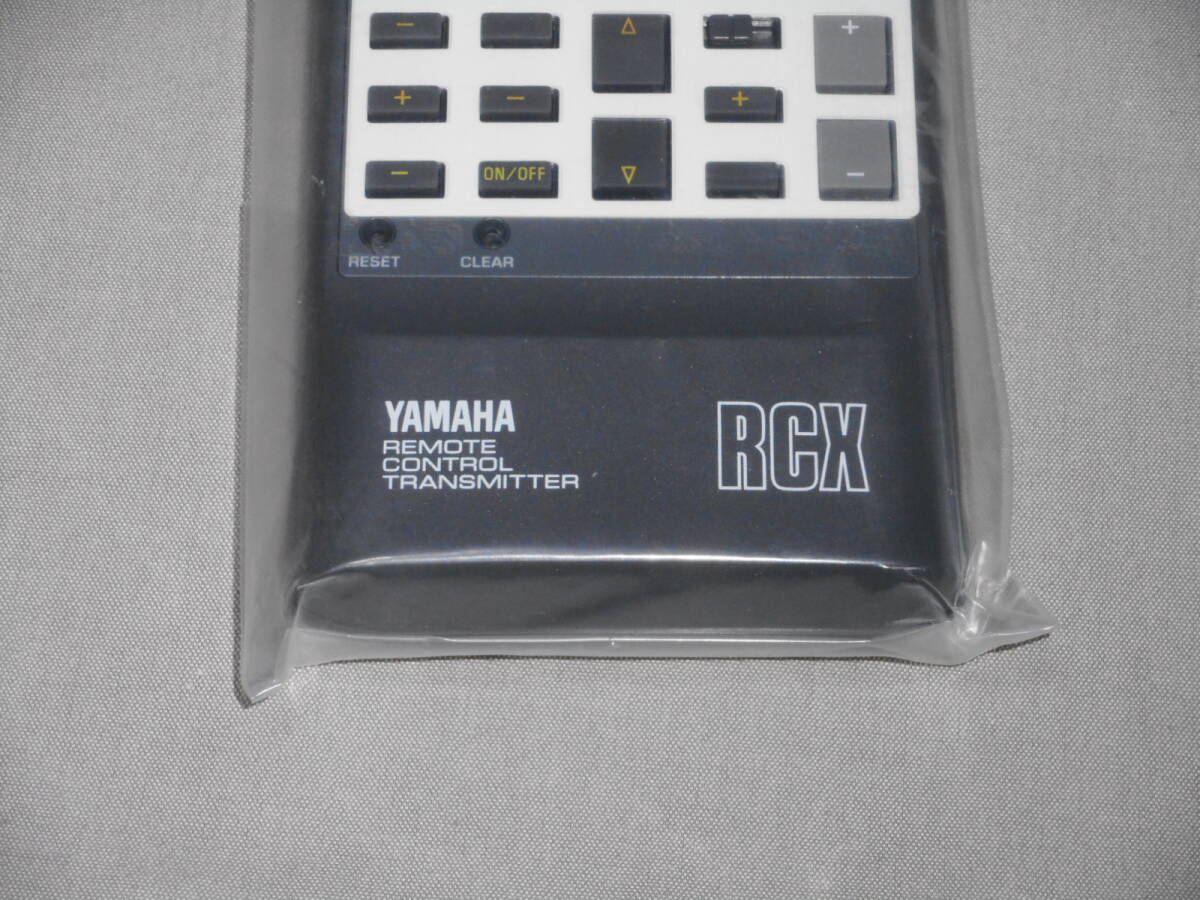 − △ +
+ − +
− ON/OFF ▽ −
RESET CLEAR
YAMAHA
REMOTE
CONTROL
TRANSMITTER
RCX